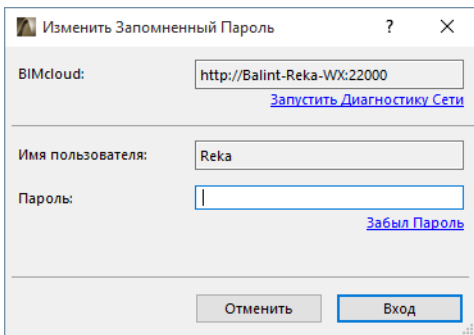 Изменить Запомненный Пароль ?
BIMcloud: http://Balint-Reka-WX:22000
Запустить Диагностику Сети
Имя пользователя: Reka
Пароль:
Забыл Пароль
Отменить Вход